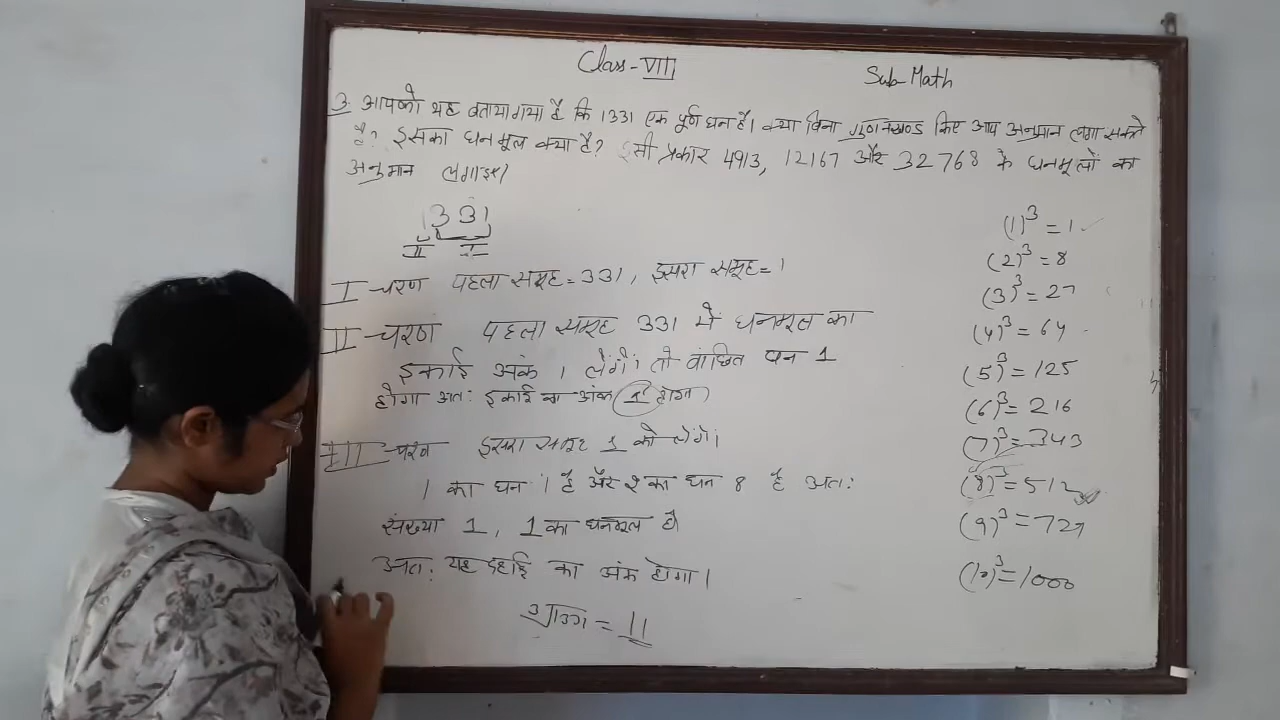 Class-VIII
Sub-Math
3. आपको यह बताया गया है कि 1331 एक पूर्ण घन है। क्या बिना गुणनखण्ड किए आप अनुमान लगा सकते
है? इसका घनमूल क्या है? इसी प्रकार 4913, 12167 और 32768 के घनमूलों का
अनुमान लगाइए।
1331
II I
I चरण पहला समूह = 331, दूसरा समूह = 1
II चरण पहला समूह 331 में घनमूल का
इकाई अंक 1 लेंगे। तो वांछित घन 1
होगा अतः इकाई का अंक 1 होगा।
III चरण दूसरा समूह 1 को लेंगे।
1 का घन 1 है और 2 का घन 8 है अतः
संख्या 1, 1 का घनमूल है।
अतः यह दहाई का अंक होगा।
∛1331 = 11
(1)³ = 1
(2)³ = 8
(3)³ = 27
(4)³ = 64
(5)³ = 125
(6)³ = 216
(7)³ = 343
(8)³ = 512
(9)³ = 729
(10)³ = 1000